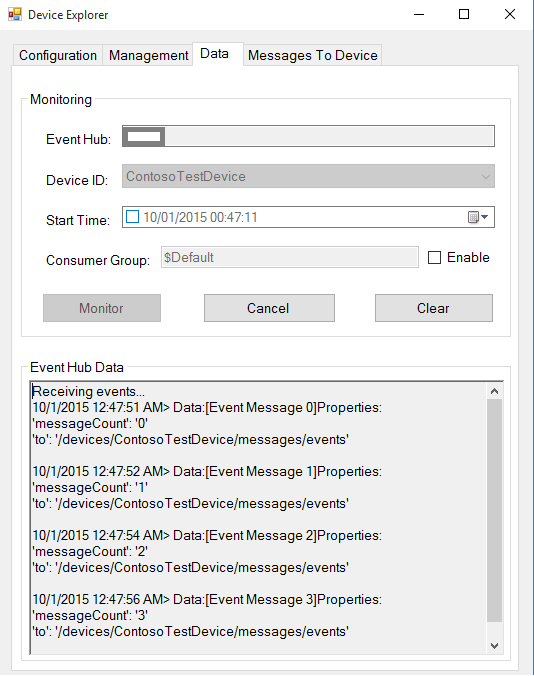 Device Explorer
Configuration Management Data Messages To Device
Monitoring
Event Hub:
Device ID: ContosoTestDevice
Start Time: 10/01/2015 00:47:11
Consumer Group: $Default Enable
Monitor Cancel Clear
Event Hub Data
Receiving events...
10/1/2015 12:47:51 AM> Data:[Event Message 0]Properties:
'messageCount': '0'
'to': '/devices/ContosoTestDevice/messages/events'
10/1/2015 12:47:52 AM> Data:[Event Message 1]Properties:
'messageCount': '1'
'to': '/devices/ContosoTestDevice/messages/events'
10/1/2015 12:47:54 AM> Data:[Event Message 2]Properties:
'messageCount': '2'
'to': '/devices/ContosoTestDevice/messages/events'
10/1/2015 12:47:56 AM> Data:[Event Message 3]Properties:
'messageCount': '3'
'to': '/devices/ContosoTestDevice/messages/events'